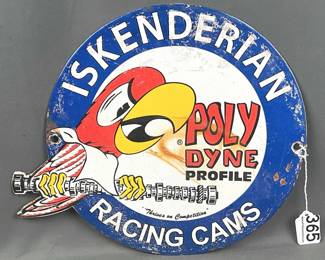 ISKENDERIAN
POLY
DYNE
®
PROFILE
"Thrives on Competition"
RACING CAMS
365